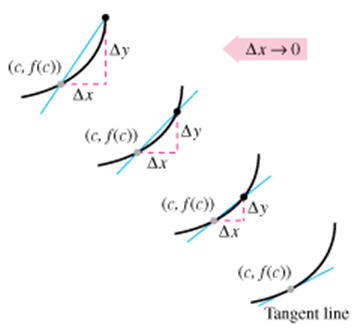 Δy
Δx → 0
(c, f(c))
Δx
(c, f(c))
Δy
Δx
(c, f(c))
Δy
Δx
(c, f(c))
Tangent line